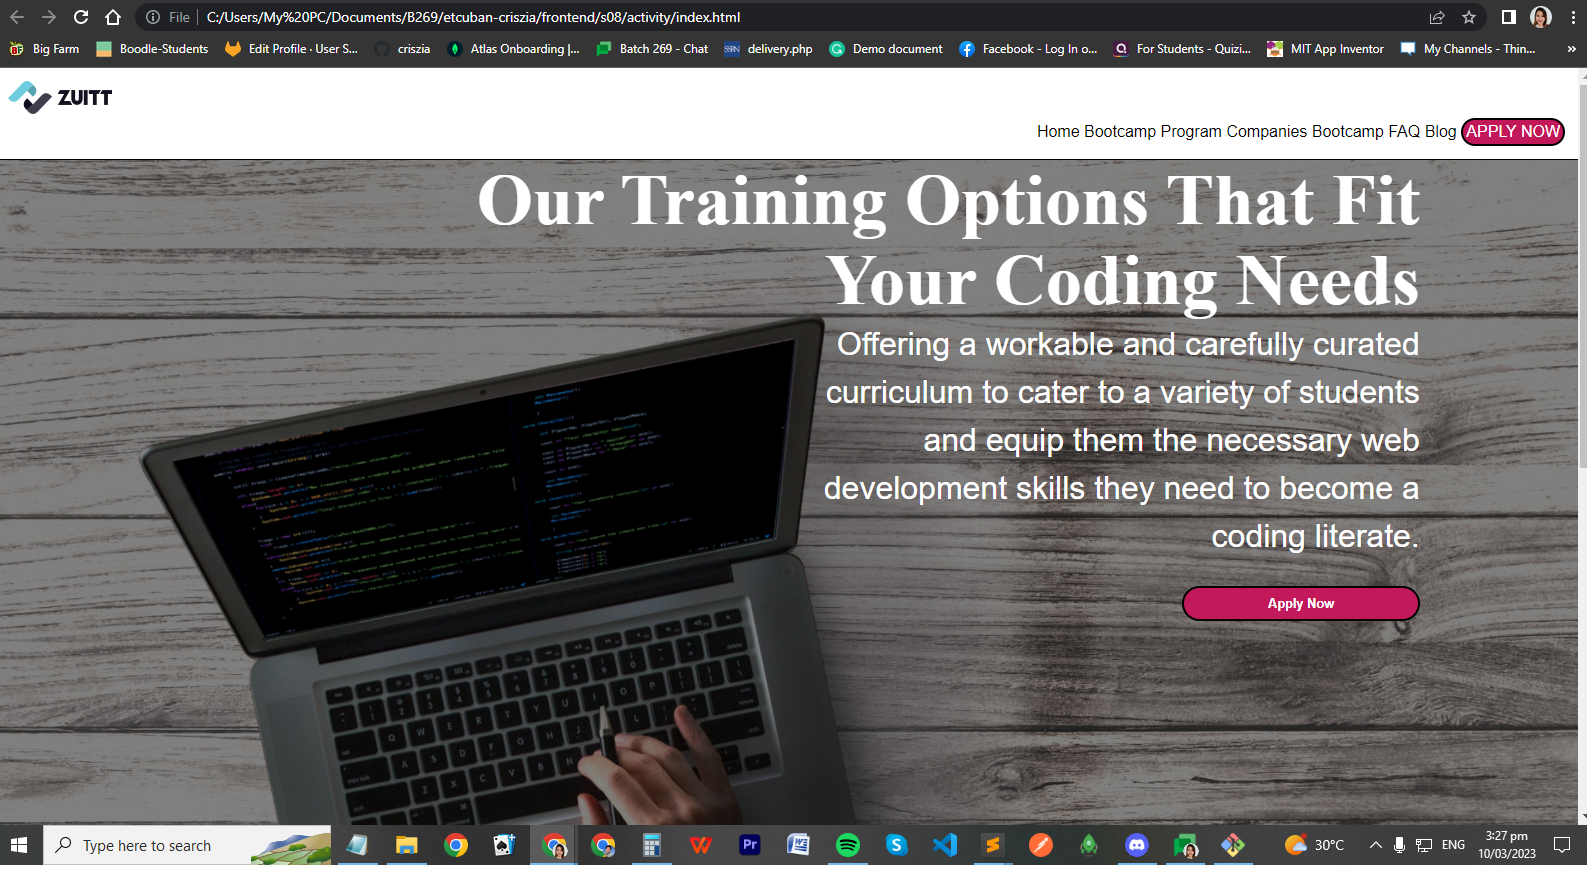 File C:/Users/My%20PC/Documents/B269/etcuban-criszia/frontend/s08/activity/index.html
Big Farm Boodle-Students Edit Profile · User S... criszia Atlas Onboarding |... Batch 269 - Chat SSRN delivery.php Demo document Facebook - Log In o... For Students - Quizi... MIT App Inventor My Channels - Thin... »
ZUITT
Home Bootcamp Program Companies Bootcamp FAQ Blog APPLY NOW
Our Training Options That Fit
Your Coding Needs
Offering a workable and carefully curated
curriculum to cater to a variety of students
and equip them the necessary web
development skills they need to become a
coding literate.
Apply Now
Type here to search
Pr
30°C
ENG
3:27 pm
10/03/2023